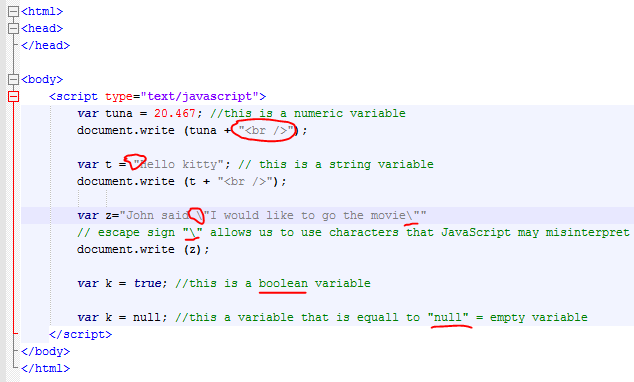 <html>
<head>
</head>
<body>
<script type="text/javascript">
var tuna = 20.467; //this is a numeric variable
document.write (tuna + "<br />");
var t = "hello kitty"; // this is a string variable
document.write (t + "<br />");
var z="John said \"I would like to go the movie\""
// escape sign "\" allows us to use characters that JavaScript may misinterpret
document.write (z);
var k = true; //this is a boolean variable
var k = null; //this a variable that is equall to "null" = empty variable
</script>
</body>
</html>